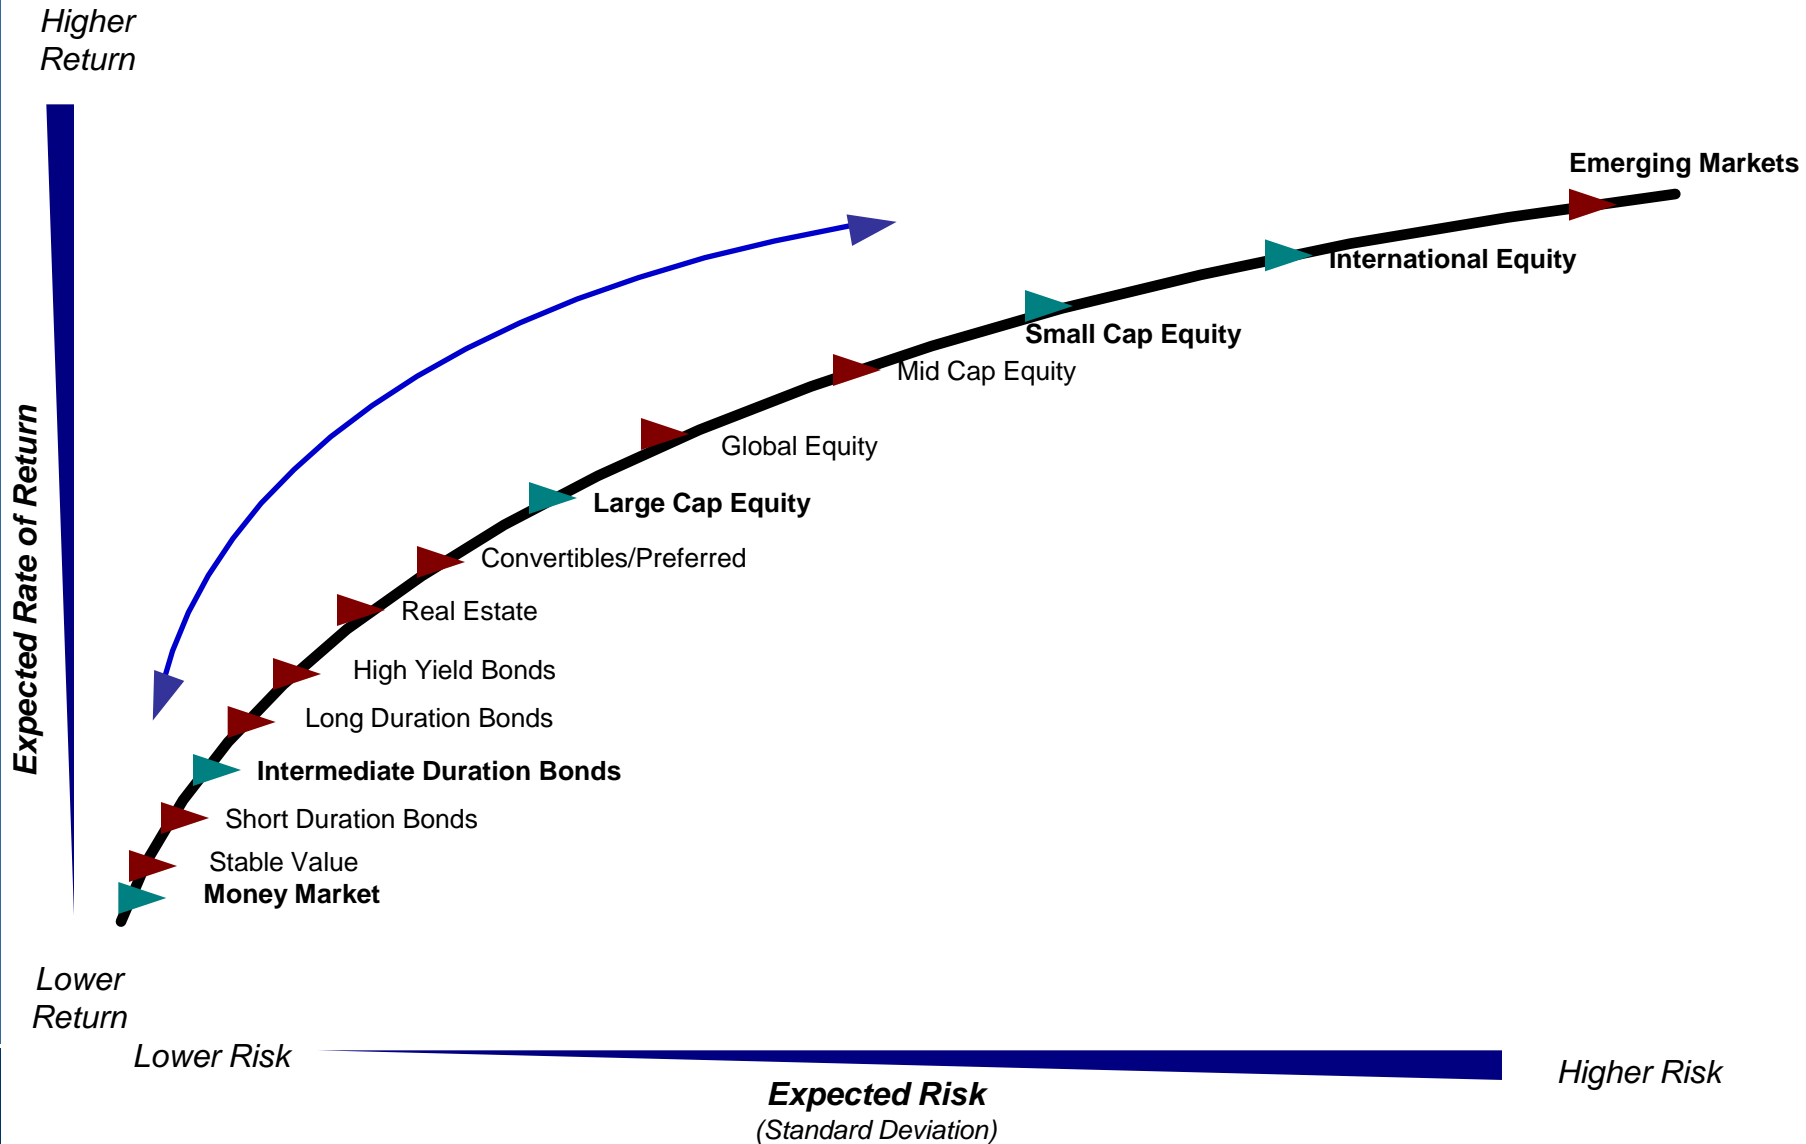 Higher
Return
Emerging Markets
International Equity
Small Cap Equity
Mid Cap Equity
Global Equity
Large Cap Equity
Convertibles/Preferred
Real Estate
High Yield Bonds
Long Duration Bonds
Intermediate Duration Bonds
Short Duration Bonds
Stable Value
Money Market
Expected Rate of Return
Lower
Return
Lower Risk
Higher Risk
Expected Risk
(Standard Deviation)